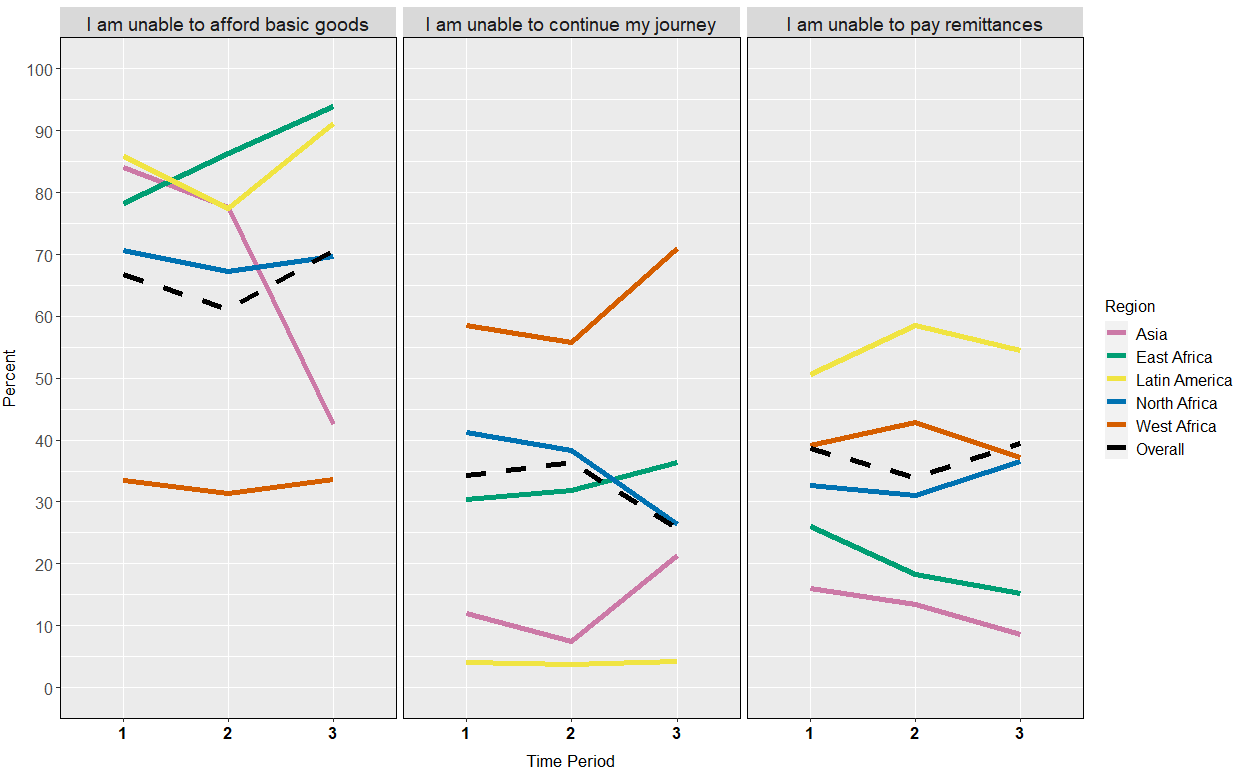 I am unable to afford basic goods
I am unable to continue my journey
I am unable to pay remittances
100
90
80
70
60
50
40
30
20
10
0
Percent
1
2
3
1
2
3
1
2
3
Time Period
Region
Asia
East Africa
Latin America
North Africa
West Africa
Overall